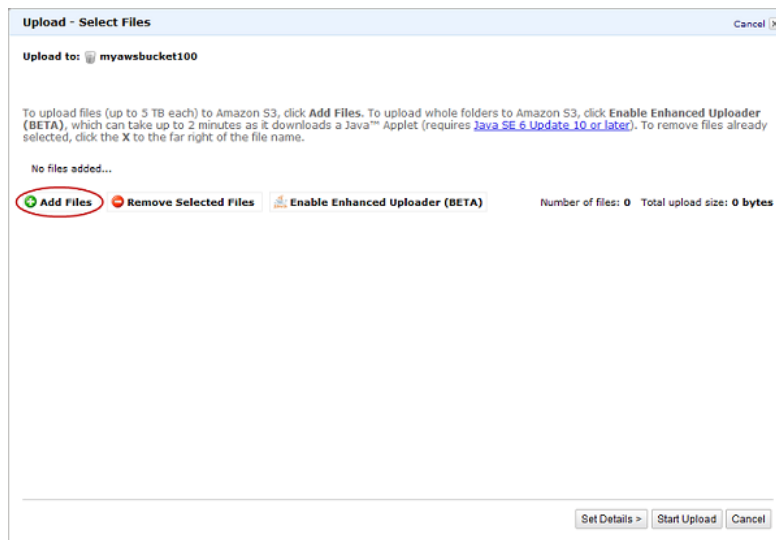 Upload - Select Files
Cancel
Upload to: myawsbucket100
To upload files (up to 5 TB each) to Amazon S3, click Add Files. To upload whole folders to Amazon S3, click Enable Enhanced Uploader
(BETA), which can take up to 2 minutes as it downloads a Java™ Applet (requires Java SE 6 Update 10 or later). To remove files already
selected, click the X to the far right of the file name.
No files added...
Add Files Remove Selected Files Enable Enhanced Uploader (BETA) Number of files: 0 Total upload size: 0 bytes
Set Details > Start Upload Cancel